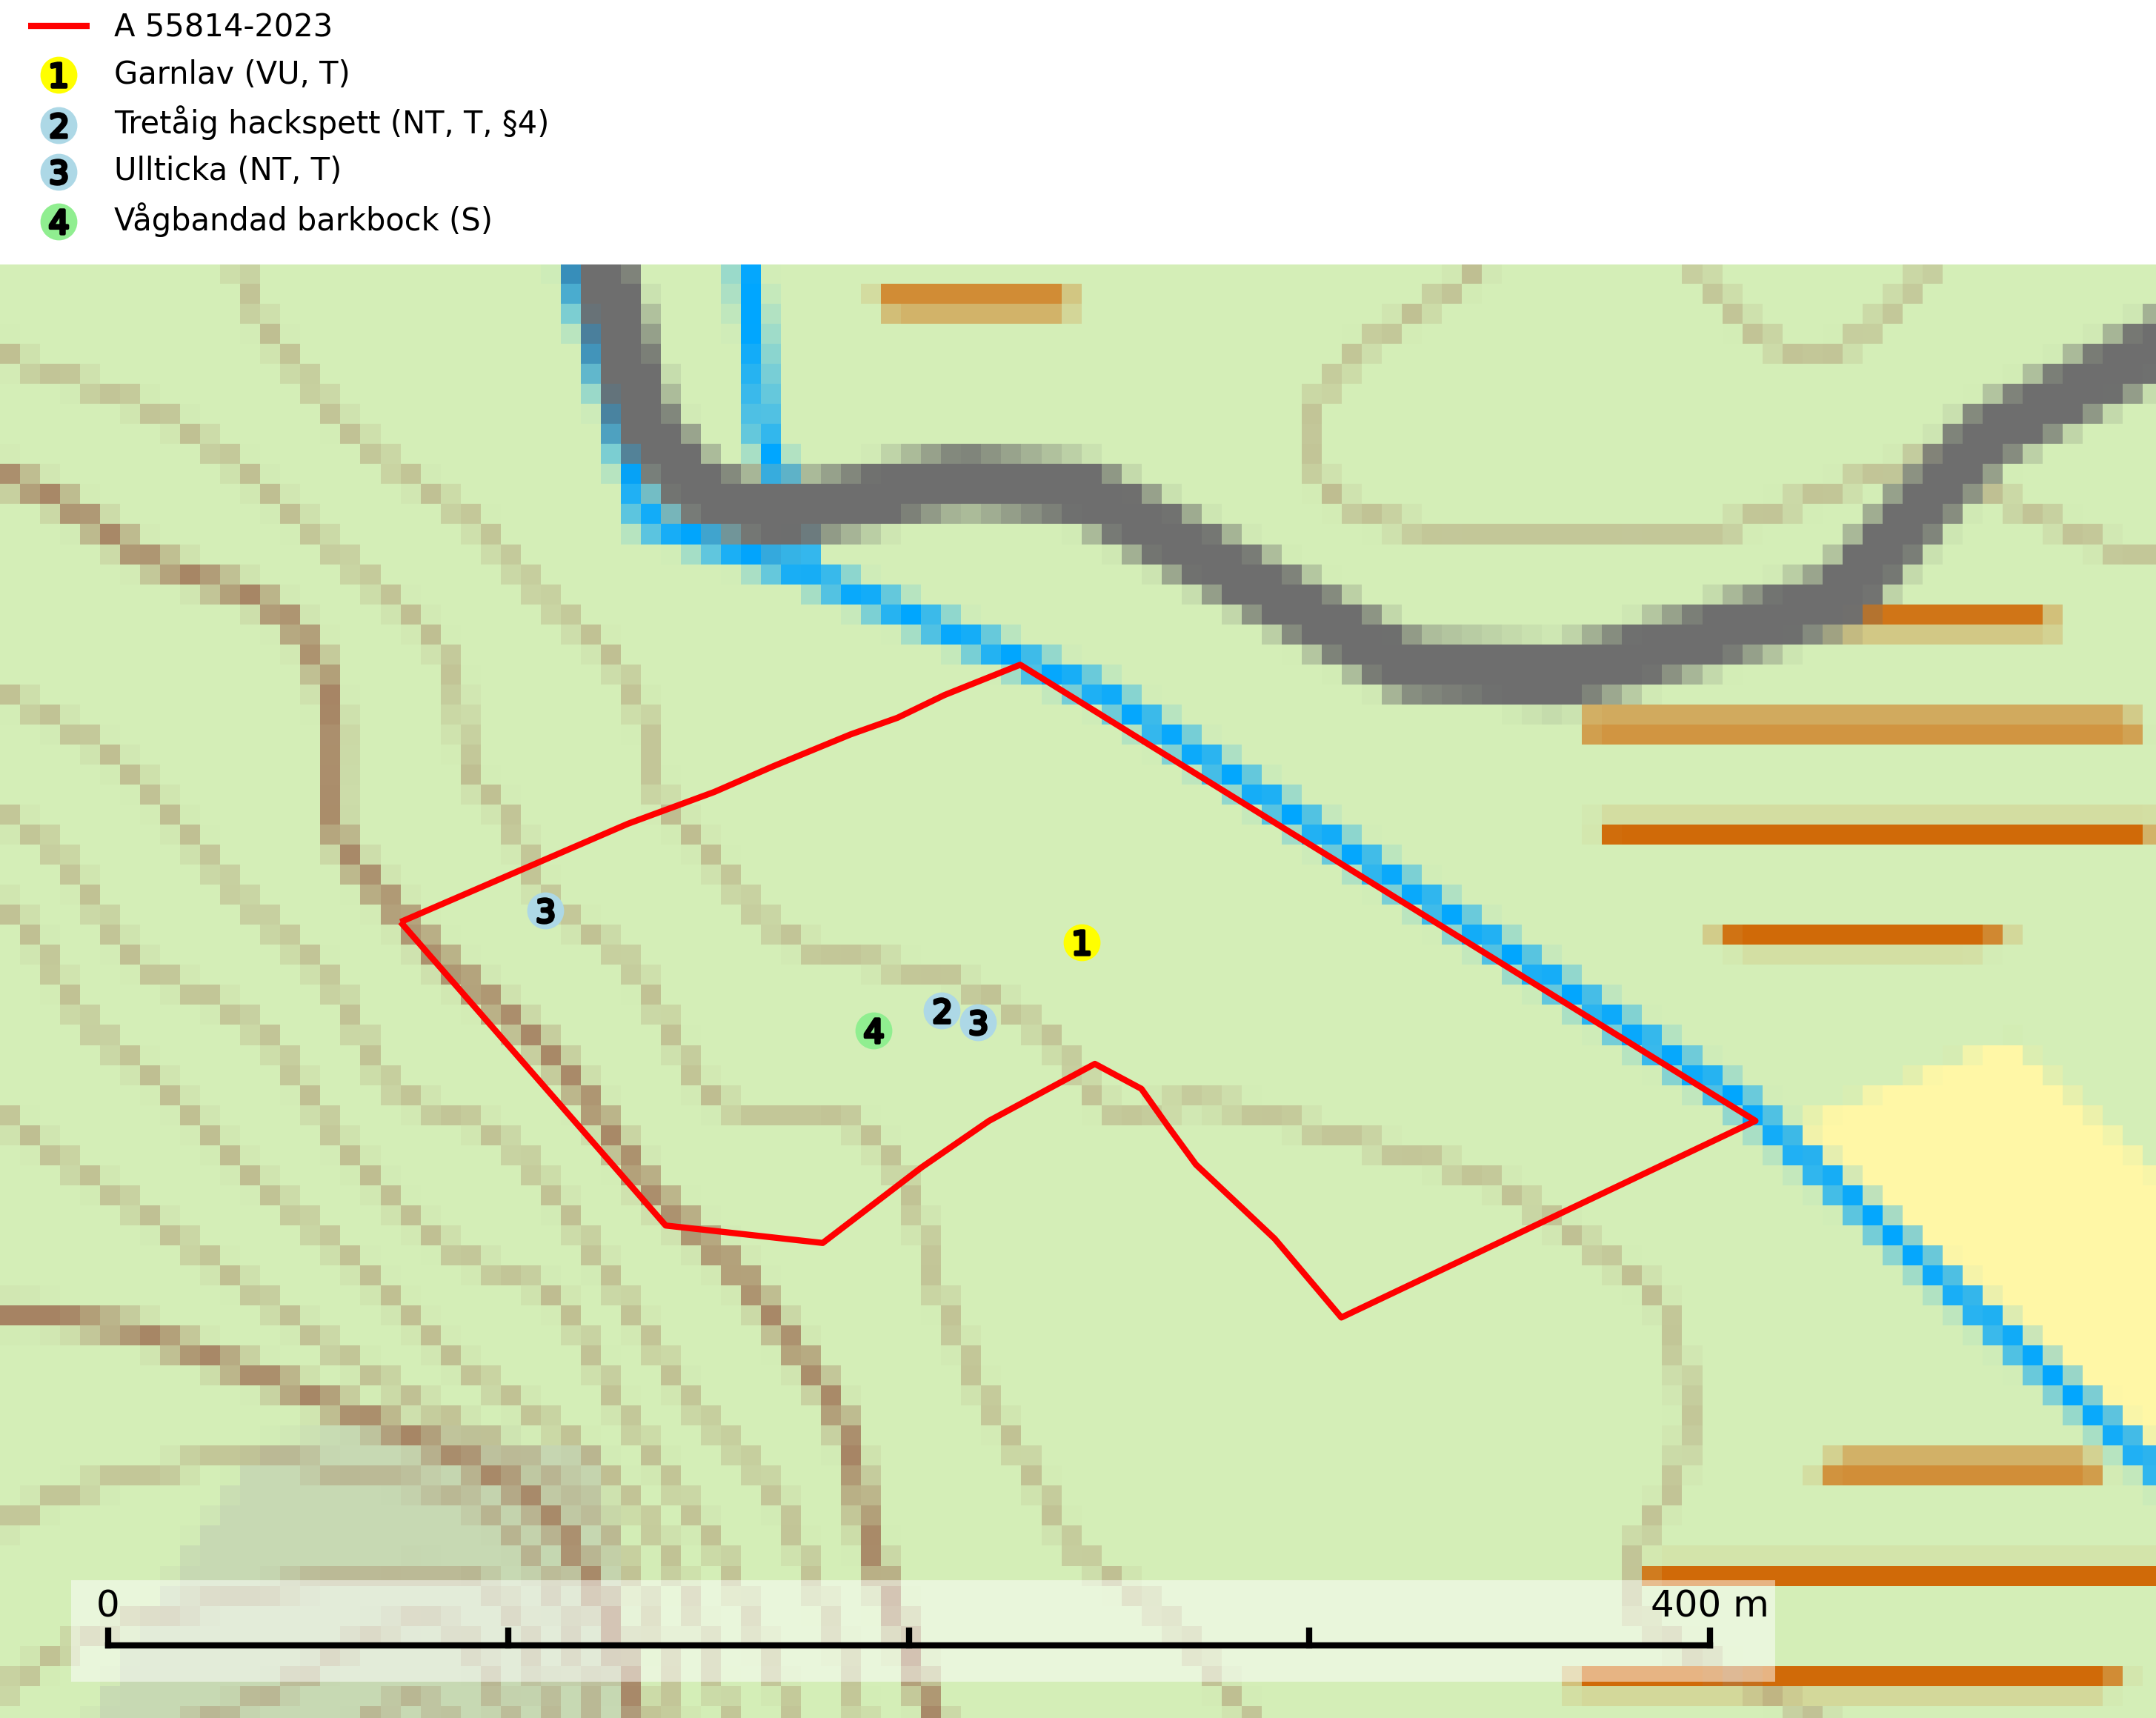 A 55814-2023
1 Garnlav (VU, T)
2 Tretåig hackspett (NT, T, §4)
3 Ullticka (NT, T)
4 Vågbandad barkbock (S)
3
1
2
3
4
0
400 m